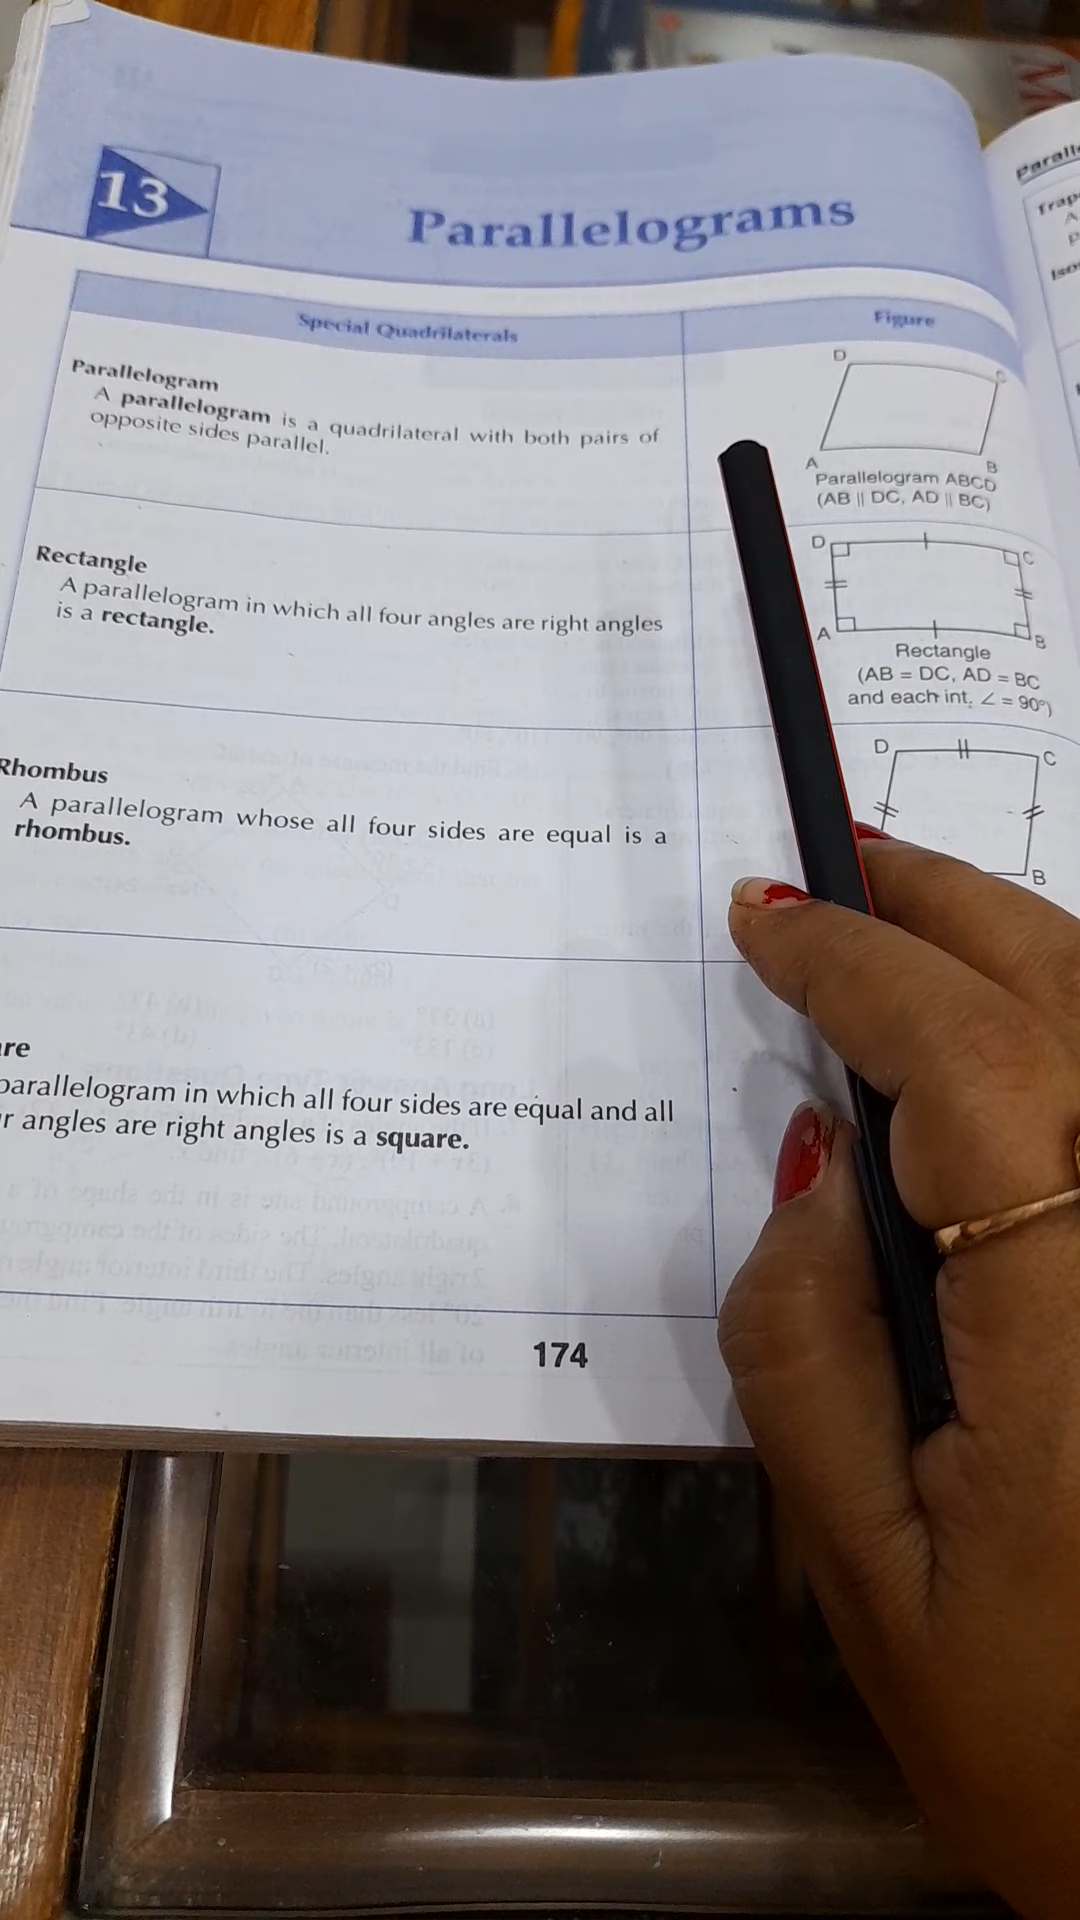 13
Parallelograms
Special Quadrilaterals
Figure
Parallelogram
A parallelogram is a quadrilateral with both pairs of
opposite sides parallel.
D
C
A
B
Parallelogram ABCD
(AB || DC, AD || BC)
Rectangle
A parallelogram in which all four angles are right angles
is a rectangle.
D
C
A
B
Rectangle
(AB = DC, AD = BC
and each int. ∠ = 90°)
Rhombus
A parallelogram whose all four sides are equal is a
rhombus.
D
C
B
re
parallelogram in which all four sides are equal and all
r angles are right angles is a square.
174
Parall
Trap
A
P
Iso
M